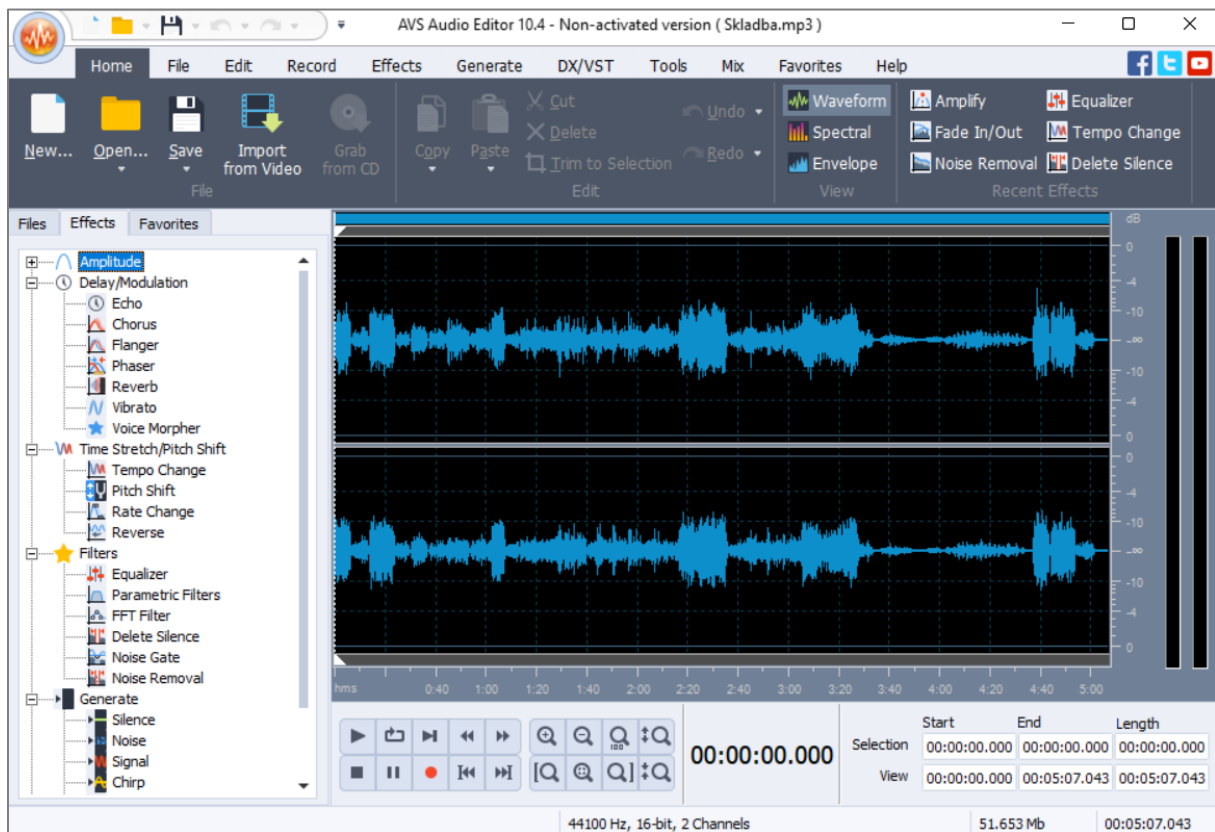 AVS Audio Editor 10.4 - Non-activated version ( Skladba.mp3 )
Home File Edit Record Effects Generate DX/VST Tools Mix Favorites Help
New... Open... Save Import from Video Grab from CD
File
Copy Paste Cut Delete Trim to Selection Undo Redo
Edit
Waveform Spectral Envelope
View
Amplify Equalizer
Fade In/Out Tempo Change
Noise Removal Delete Silence
Recent Effects
Files Effects Favorites
Amplitude
Delay/Modulation
Echo
Chorus
Flanger
Phaser
Reverb
Vibrato
Voice Morpher
Time Stretch/Pitch Shift
Tempo Change
Pitch Shift
Rate Change
Reverse
Filters
Equalizer
Parametric Filters
FFT Filter
Delete Silence
Noise Gate
Noise Removal
Generate
Silence
Noise
Signal
Chirp
dB
0
-4
-10
-∞
-10
-4
0
0
-4
-10
-∞
-10
-4
0
hms 0:40 1:00 1:20 1:40 2:00 2:20 2:40 3:00 3:20 3:40 4:00 4:20 4:40 5:00
100
00:00:00.000
Start End Length
Selection 00:00:00.000 00:00:00.000 00:00:00.000
View 00:00:00.000 00:05:07.043 00:05:07.043
44100 Hz, 16-bit, 2 Channels 51.653 Mb 00:05:07.043